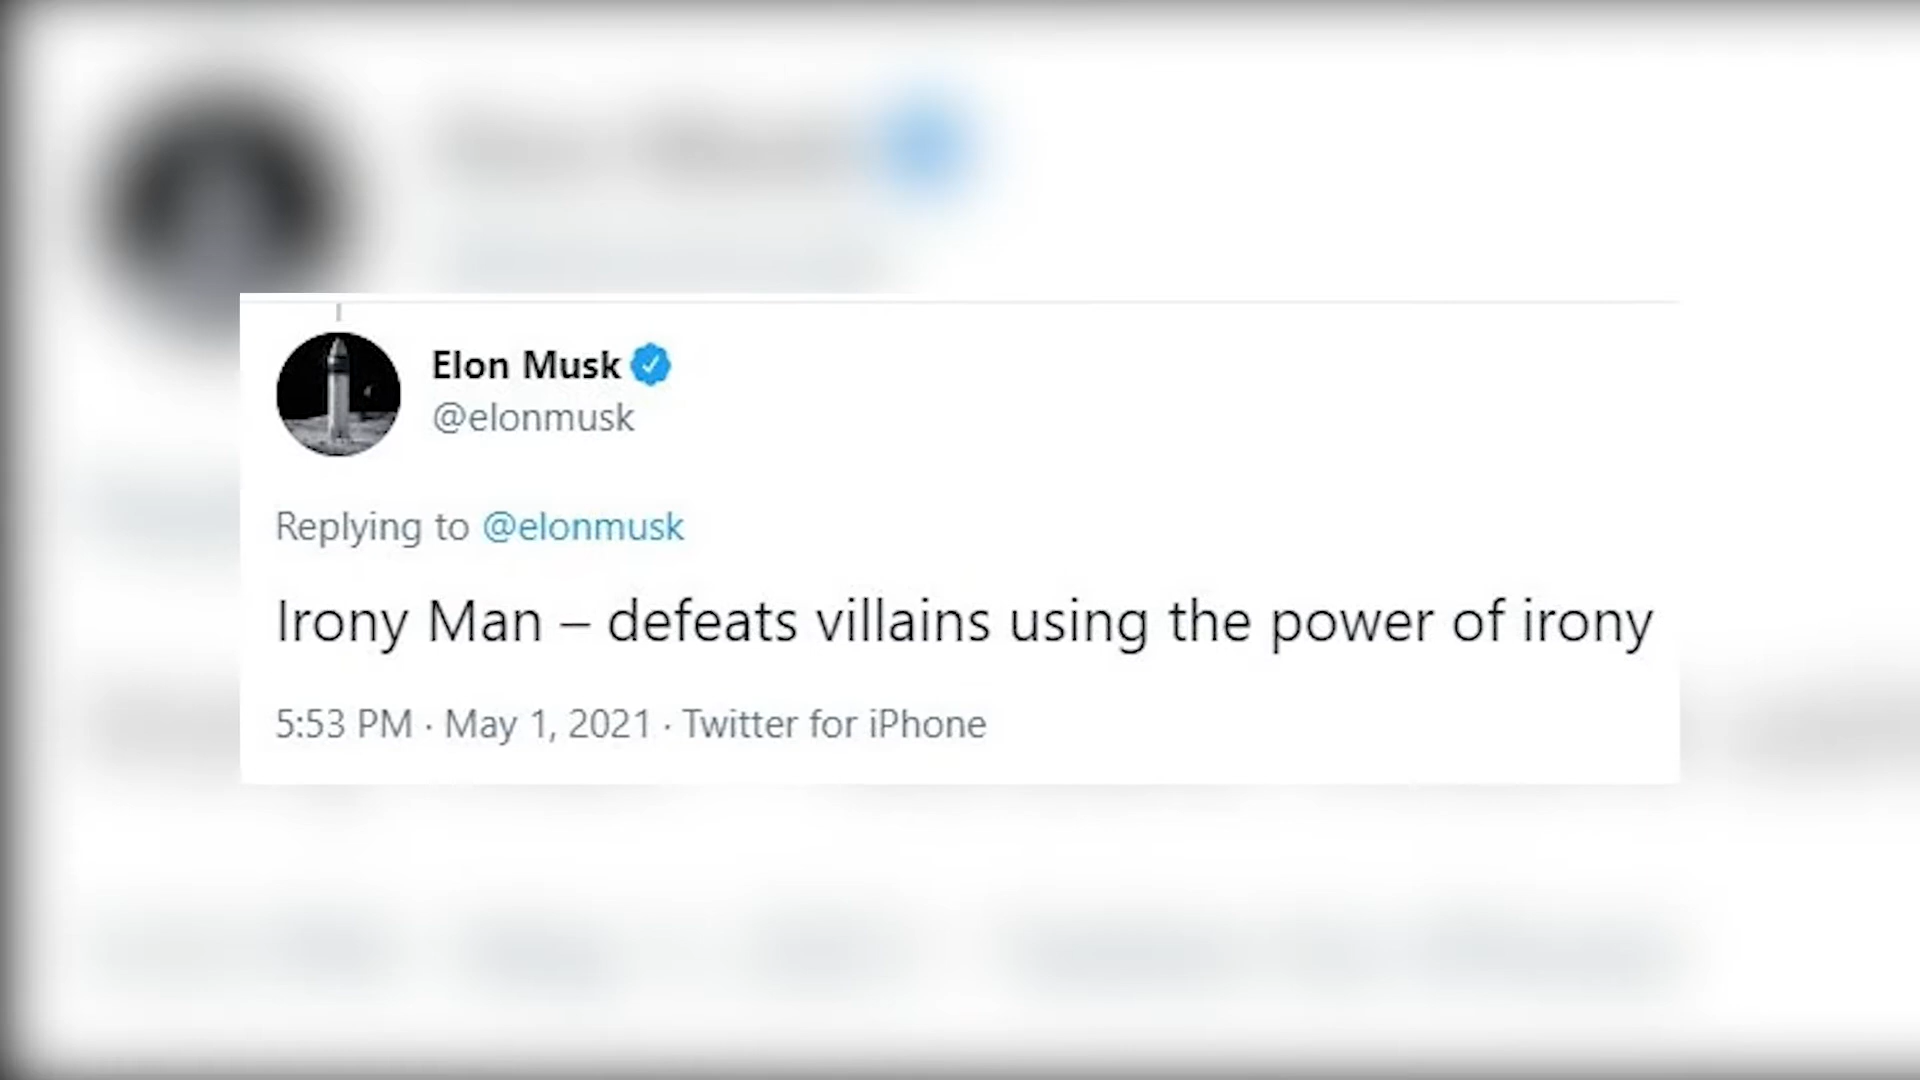 Elon Musk
@elonmusk
Replying to @elonmusk
Irony Man – defeats villains using the power of irony
5:53 PM · May 1, 2021 · Twitter for iPhone